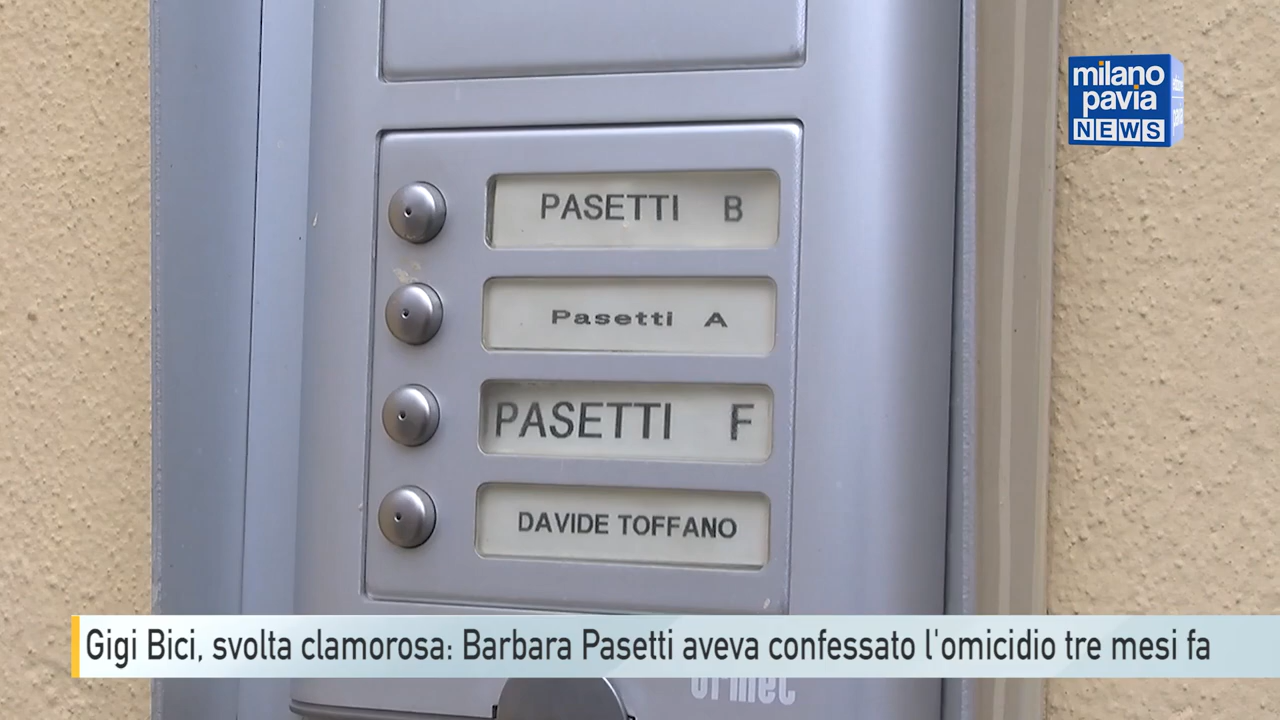 milano
pavia
NEWS
PASETTI B
Pasetti A
PASETTI F
DAVIDE TOFFANO
Gigi Bici, svolta clamorosa: Barbara Pasetti aveva confessato l'omicidio tre mesi fa
urmet